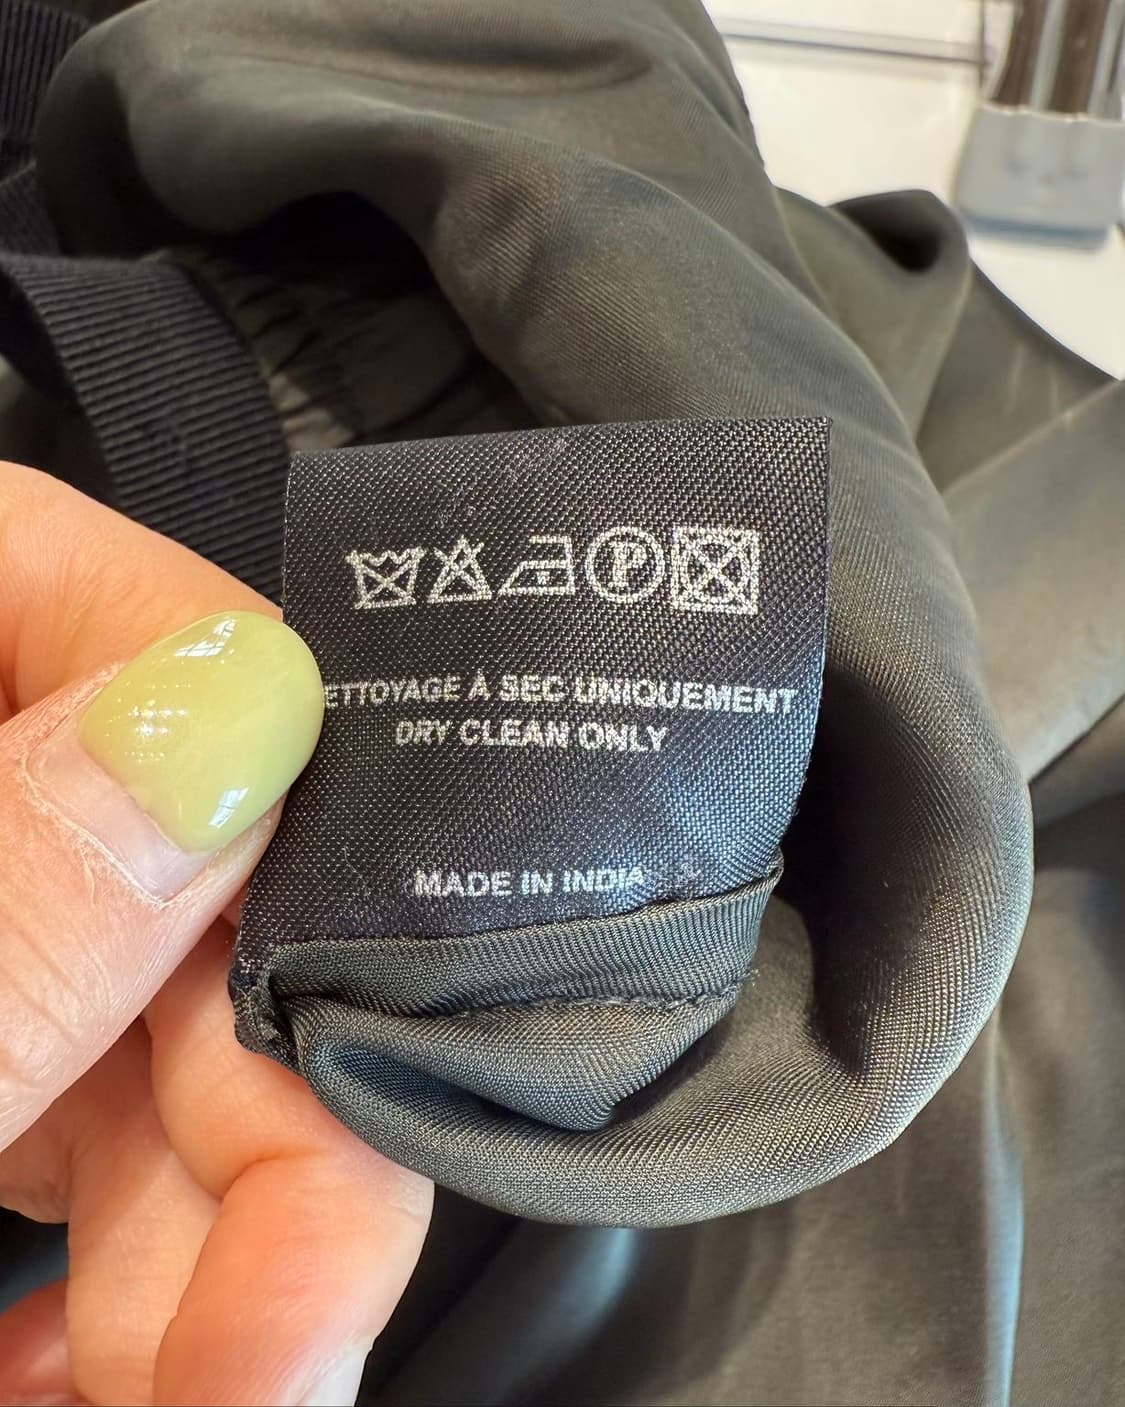 P
ETTOYAGE À SEC UNIQUEMENT
DRY CLEAN ONLY
MADE IN INDIA